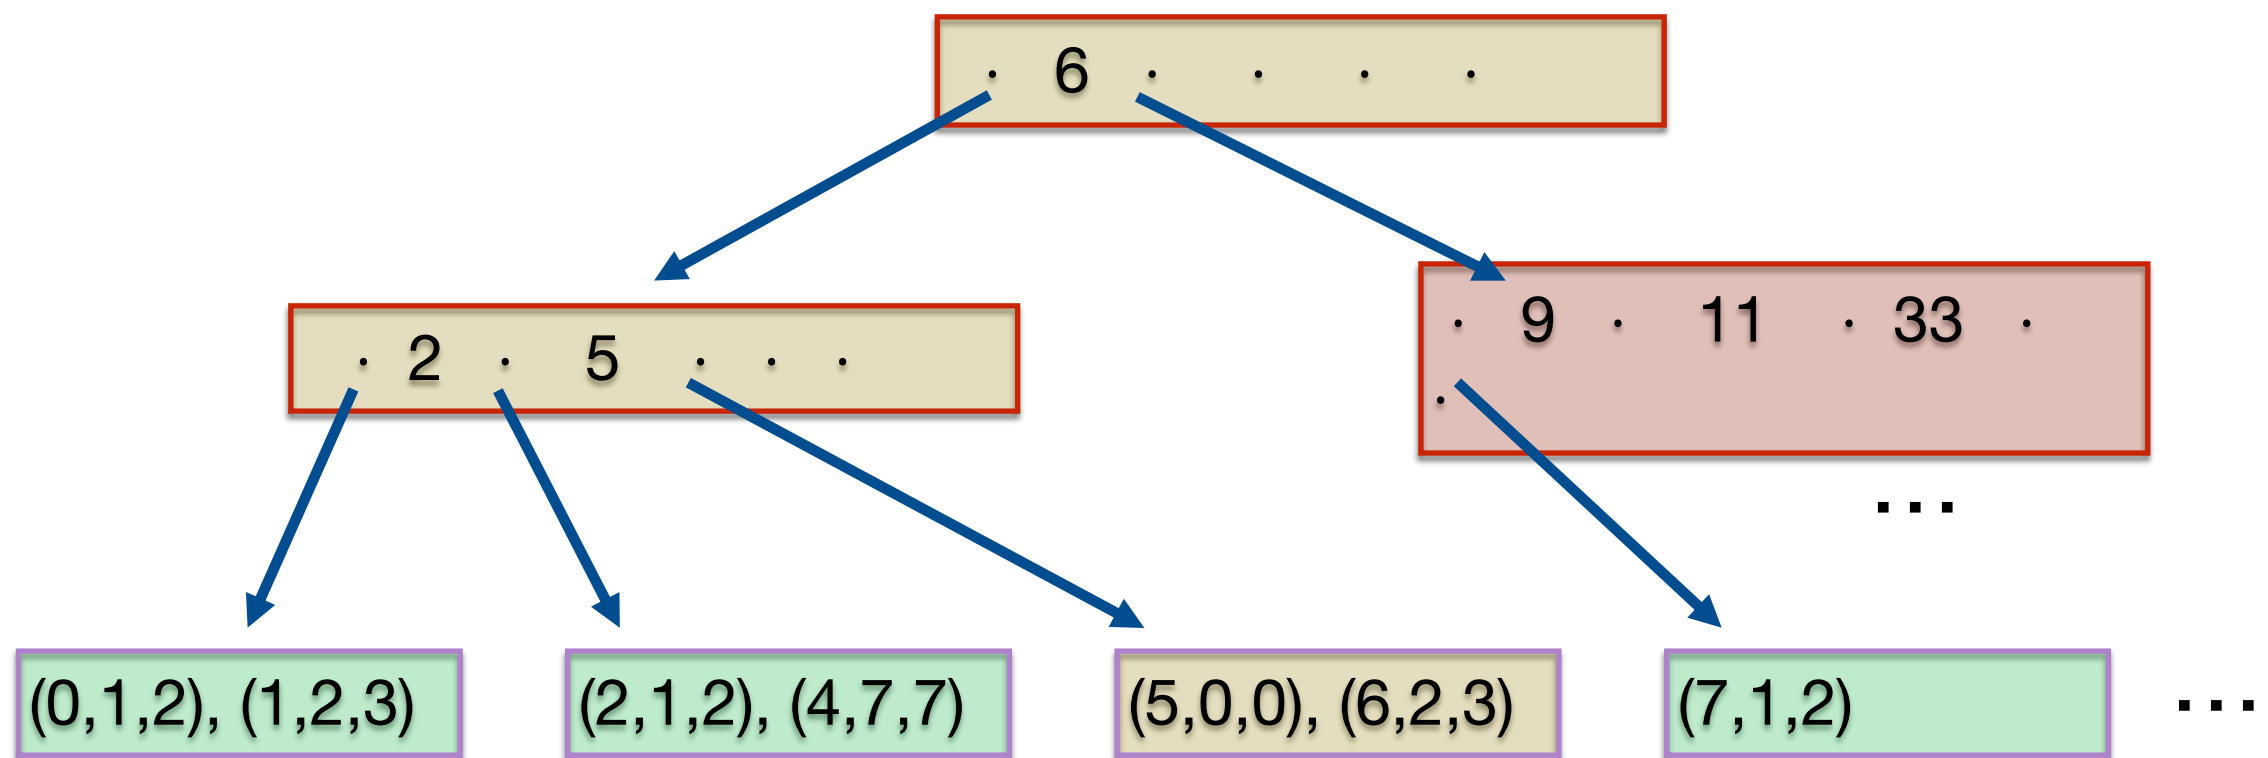 · 6 · · · ·
· 2 · 5 · · ·
· 9 · 11 · 33 ·
·
...
(0,1,2), (1,2,3)
(2,1,2), (4,7,7)
(5,0,0), (6,2,3)
(7,1,2)
...